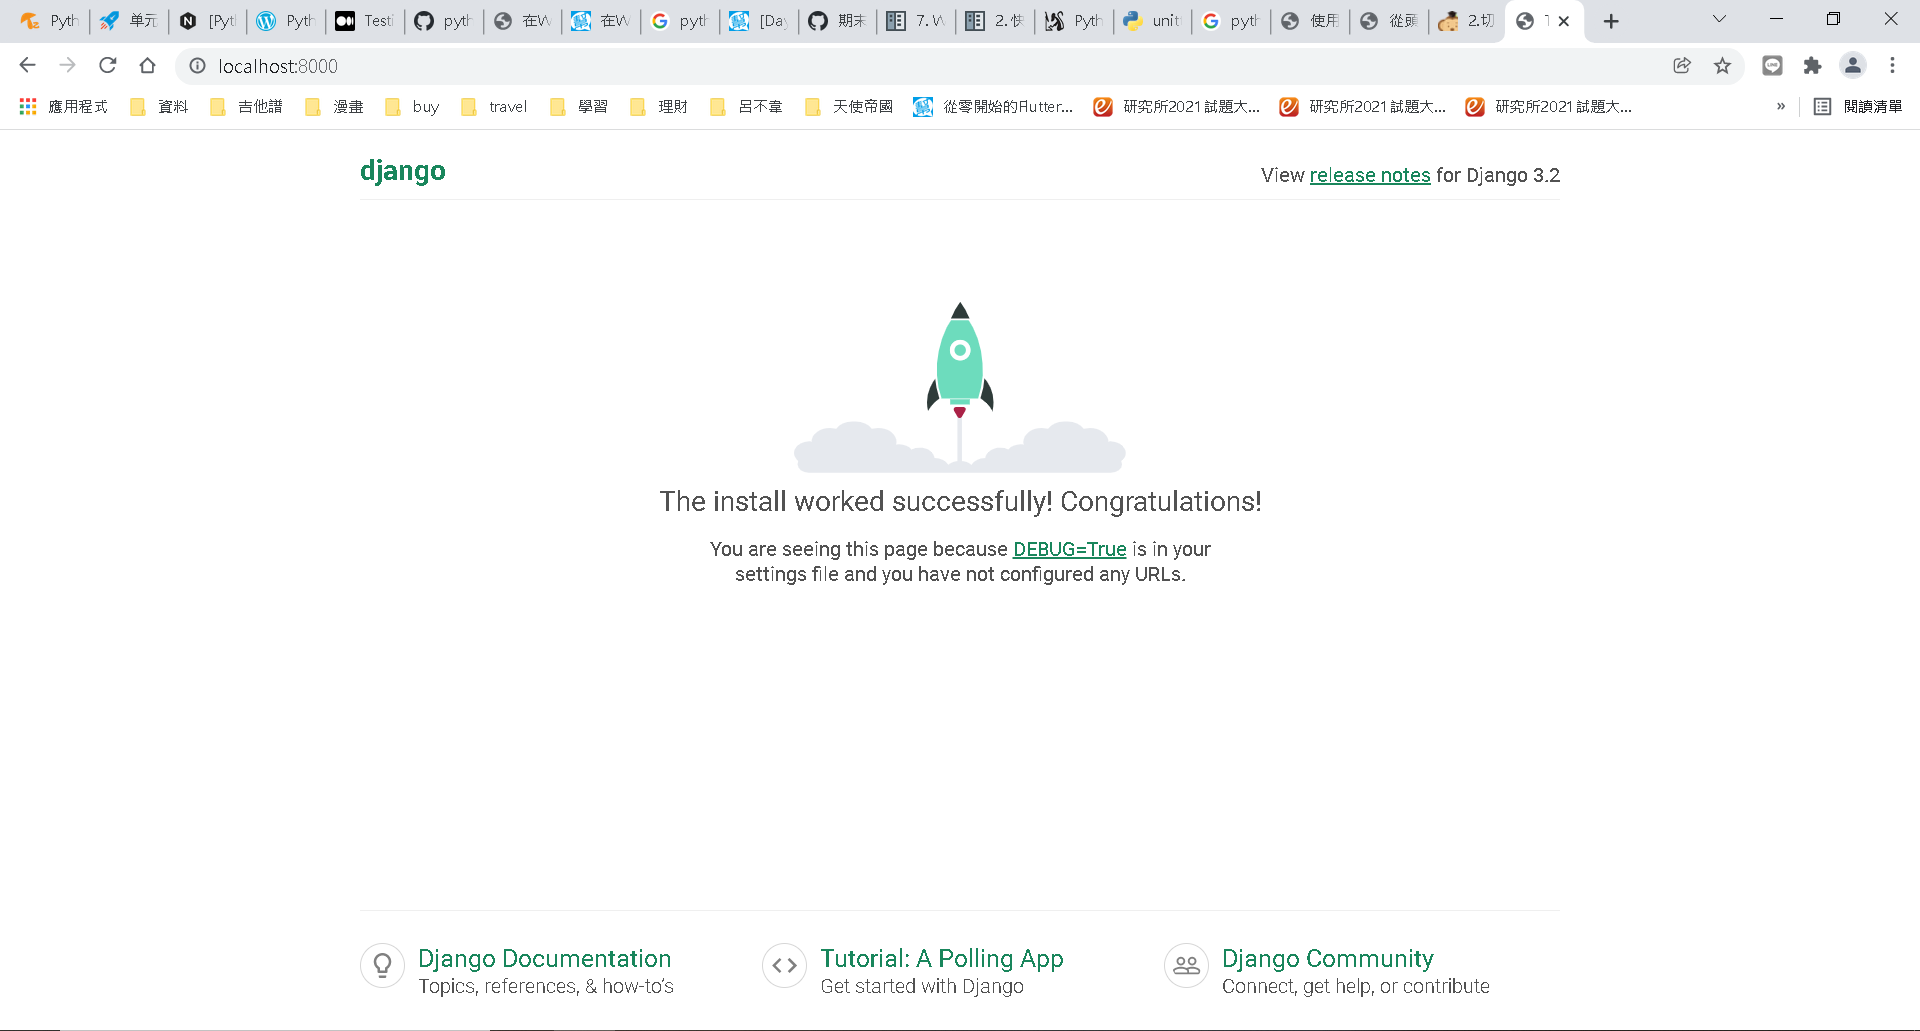 Pyth 单元 [Pyt Pyth Testi pyth 在W 在W pyth [Day 期末 7. W 2. 快 Pyth unit pyth 使用 從頭 2.切 T
localhost:8000
應用程式 資料 吉他譜 漫畫 buy travel 學習 理財 呂不韋 天使帝國 從零開始的Flutter... 研究所2021試題大... 研究所2021試題大... 研究所2021試題大... » 閱讀清單
django
View release notes for Django 3.2
The install worked successfully! Congratulations!
You are seeing this page because DEBUG=True is in your
settings file and you have not configured any URLs.
Django Documentation
Topics, references, & how-to's
Tutorial: A Polling App
Get started with Django
Django Community
Connect, get help, or contribute